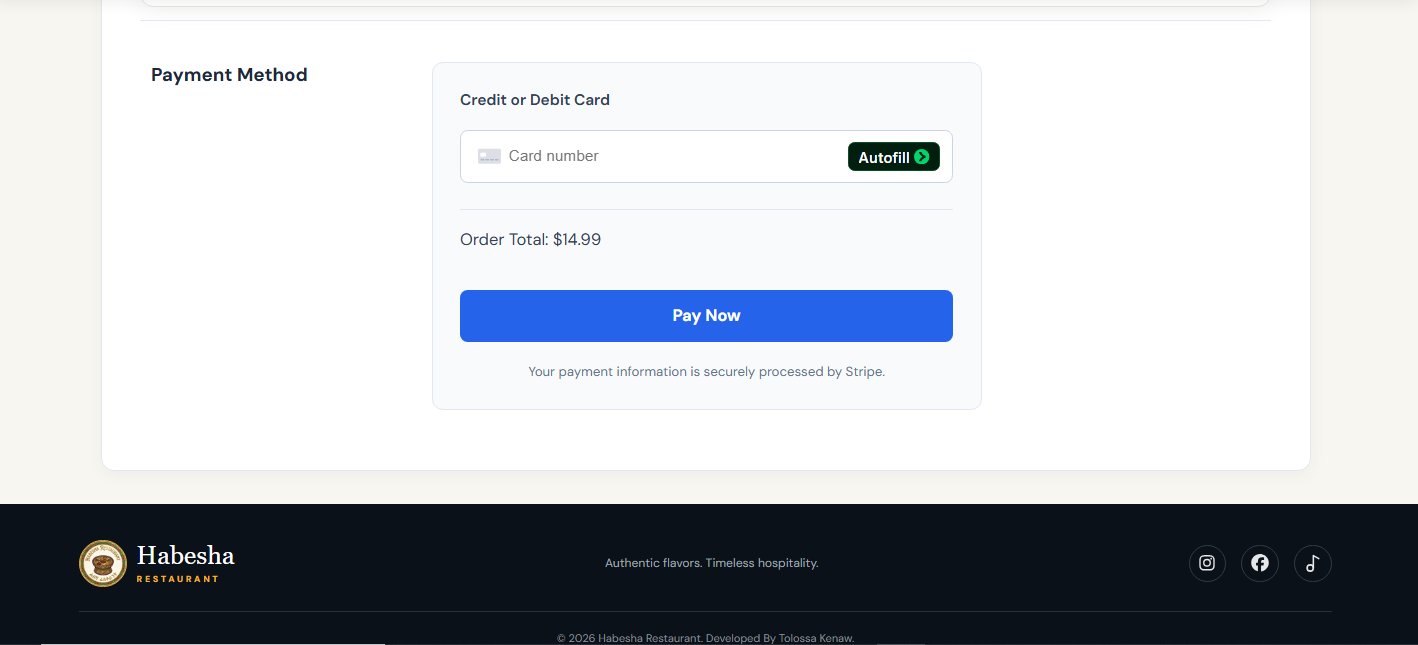 Payment Method
Credit or Debit Card
Card number
Autofill
Order Total: $14.99
Pay Now
Your payment information is securely processed by Stripe.
Habesha
RESTAURANT
Authentic flavors. Timeless hospitality.
© 2026 Habesha Restaurant. Developed By Tolossa Kenaw.